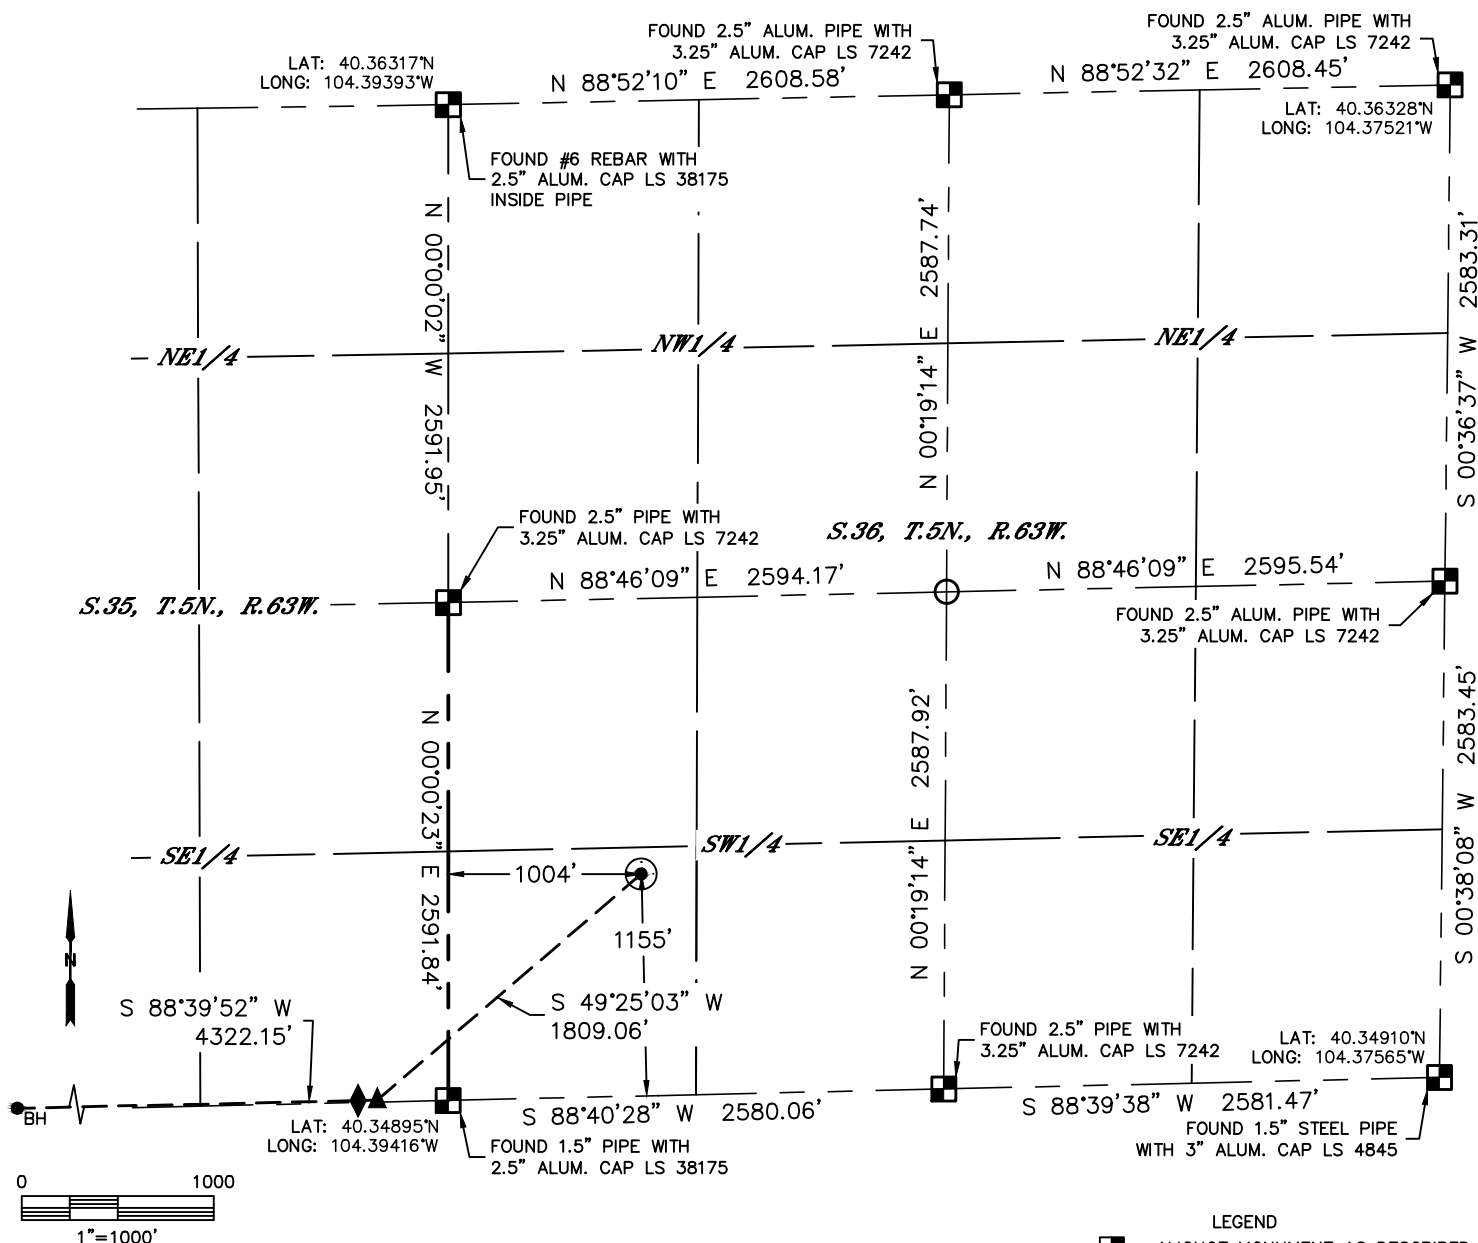 FOUND 2.5" ALUM. PIPE WITH
3.25" ALUM. CAP LS 7242
FOUND 2.5" ALUM. PIPE WITH
3.25" ALUM. CAP LS 7242
LAT: 40.36317°N
LONG: 104.39393°W
N 88°52'10" E 2608.58'
N 88°52'32" E 2608.45'
LAT: 40.36328°N
LONG: 104.37521°W
FOUND #6 REBAR WITH
2.5" ALUM. CAP LS 38175
INSIDE PIPE
N 00°00'02" W 2591.95'
N 00°19'14" E 2587.74'
S 00°36'37" W 2583.31'
NE1/4
NW1/4
NE1/4
FOUND 2.5" PIPE WITH
3.25" ALUM. CAP LS 7242
S.36, T.5N., R.63W.
N 88°46'09" E 2594.17'
N 88°46'09" E 2595.54'
S.35, T.5N., R.63W.
FOUND 2.5" ALUM. PIPE WITH
3.25" ALUM. CAP LS 7242
N 00°00'23" E 2591.84'
N 00°19'14" E 2587.92'
S 00°38'08" W 2583.45'
SE1/4
SW1/4
SE1/4
1004'
1155'
N
S 88°39'52" W
4322.15'
S 49°25'03" W
1809.06'
FOUND 2.5" PIPE WITH
3.25" ALUM. CAP LS 7242
LAT: 40.34910°N
LONG: 104.37565°W
BH
S 88°40'28" W 2580.06'
S 88°39'38" W 2581.47'
LAT: 40.34895°N
LONG: 104.39416°W
FOUND 1.5" PIPE WITH
2.5" ALUM. CAP LS 38175
FOUND 1.5" STEEL PIPE
WITH 3" ALUM. CAP LS 4845
0 1000
1"=1000'
LEGEND